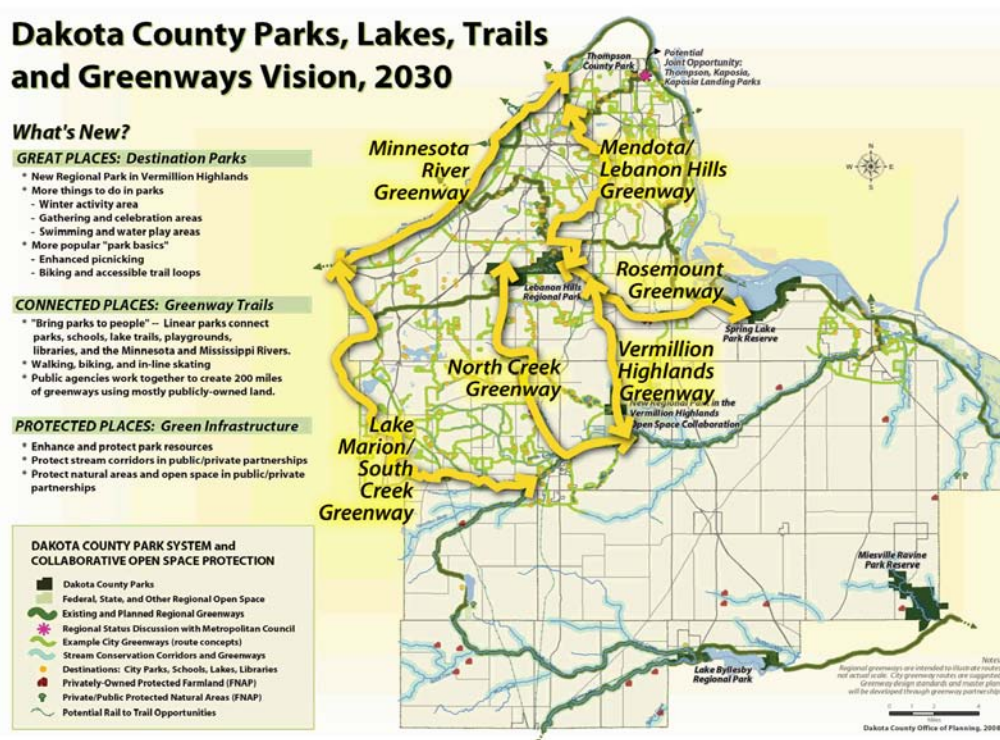 Dakota County Parks, Lakes, Trails
and Greenways Vision, 2030
What's New?
GREAT PLACES: Destination Parks
* New Regional Park in Vermillion Highlands
* More things to do in parks
- Winter activity area
- Gathering and celebration areas
- Swimming and water play areas
* More popular "park basics"
- Enhanced picnicking
- Biking and accessible trail loops
CONNECTED PLACES: Greenway Trails
* "Bring parks to people" -- Linear parks connect
parks, schools, lake trails, playgrounds,
libraries, and the Minnesota and Mississippi Rivers.
* Walking, biking, and in-line skating
* Public agencies work together to create 200 miles
of greenways using mostly publicly-owned land.
PROTECTED PLACES: Green Infrastructure
* Enhance and protect park resources
* Protect stream corridors in public/private partnerships
* Protect natural areas and open space in public/private
partnerships
DAKOTA COUNTY PARK SYSTEM and
COLLABORATIVE OPEN SPACE PROTECTION
Dakota County Parks
Federal, State, and Other Regional Open Space
Existing and Planned Regional Greenways
Regional Status Discussion with Metropolitan Council
Example City Greenways (route concepts)
Stream Conservation Corridors and Greenways
Destinations: City Parks, Schools, Lakes, Libraries
Privately-Owned Protected Farmland (FNAP)
Private/Public Protected Natural Areas (FNAP)
Potential Rail to Trail Opportunities
Thompson
County Park
Potential
Joint Opportunity:
Thompson, Kaposia,
Kaposia Landing Parks
Minnesota
River
Greenway
Mendota/
Lebanon Hills
Greenway
N
W E
S
Rosemount
Greenway
Lebanon Hills
Regional Park
Spring Lake
Park Reserve
North Creek
Greenway
Vermillion
Highlands
Greenway
New Regional Park in the
Vermillion Highlands
Open Space Collaboration
Lake
Marion/
South
Creek
Greenway
Miesville Ravine
Park Reserve
Lake Byllesby
Regional Park
Notes
Regional greenways are intended to illustrate routes
not actual scale. City greenway routes are suggested
Greenway design standards and master plan
will be developed through greenway partnership
0 1 2 4
Miles
Dakota County Office of Planning, 2008